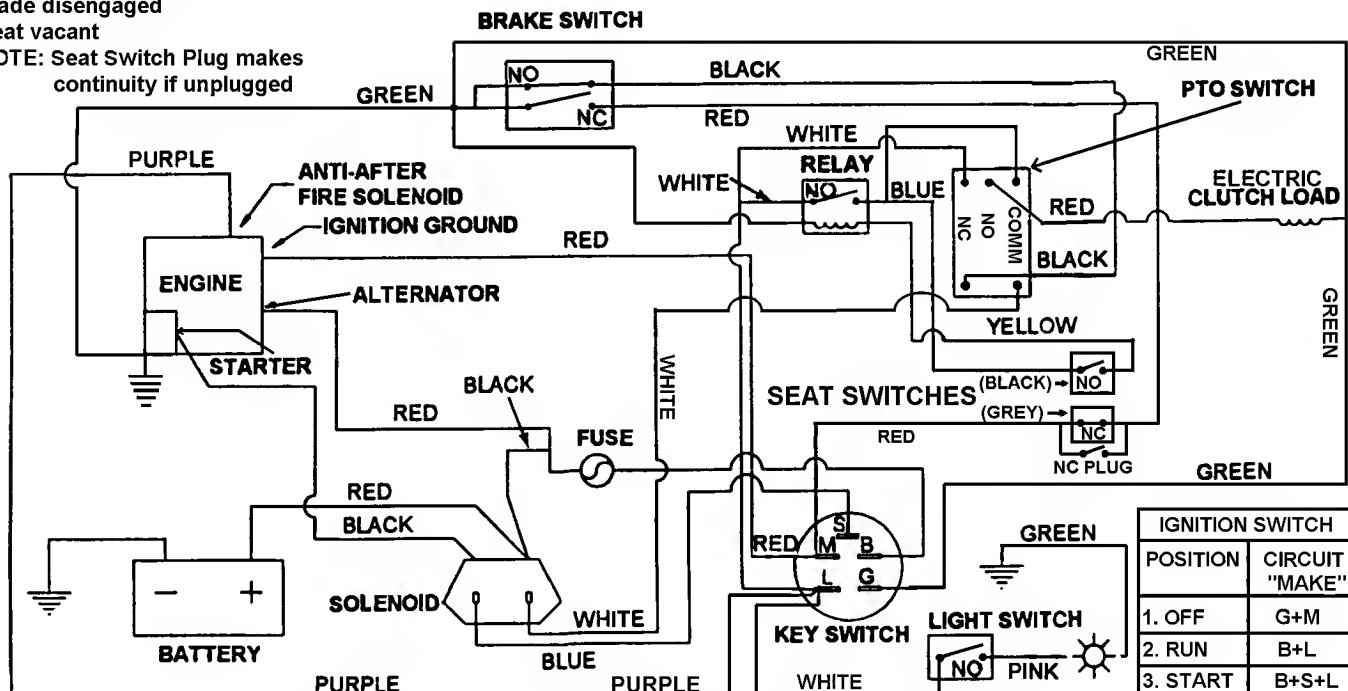 ade disengaged
eat vacant
OTE: Seat Switch Plug makes
continuity if unplugged
BRAKE SWITCH
GREEN
NO
BLACK
GREEN
PTO SWITCH
NC
RED
WHITE
PURPLE
ANTI-AFTER
FIRE SOLENOID
RELAY
WHITE
NO
BLUE
ELECTRIC
CLUTCH LOAD
RED
IGNITION GROUND
NC
NO
COMM
RED
BLACK
ENGINE
ALTERNATOR
GREEN
YELLOW
STARTER
WHITE
BLACK
(BLACK)
NO
SEAT SWITCHES
(GREY)
RED
RED
NC
FUSE
NC PLUG
GREEN
RED
BLACK
S
GREEN
RED
M
B
L
G
IGNITION SWITCH
POSITION
CIRCUIT
"MAKE"
SOLENOID
WHITE
KEY SWITCH
LIGHT SWITCH
1. OFF
G+M
BATTERY
BLUE
2. RUN
B+L
NO
PINK
PURPLE
PURPLE
WHITE
3. START
B+S+L